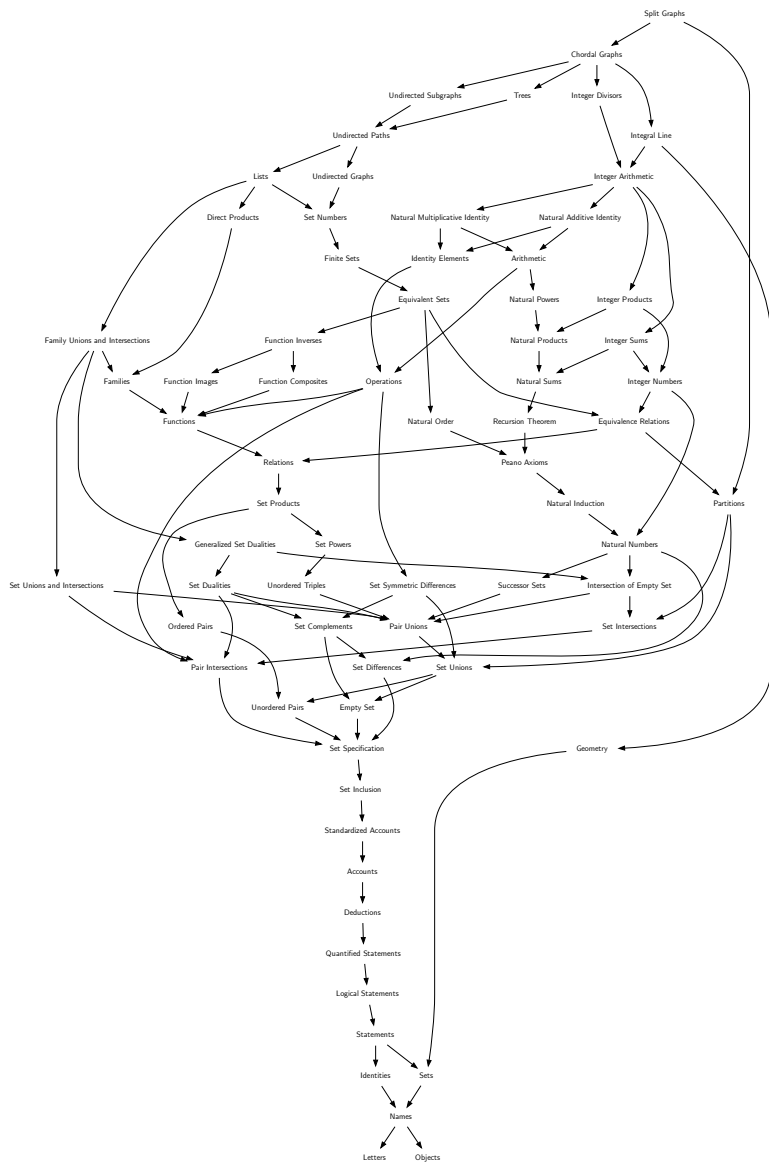 Split Graphs
Chordal Graphs
Undirected Subgraphs
Trees
Integer Divisors
Undirected Paths
Integral Line
Lists
Undirected Graphs
Integer Arithmetic
Direct Products
Set Numbers
Natural Multiplicative Identity
Natural Additive Identity
Finite Sets
Identity Elements
Arithmetic
Equivalent Sets
Natural Powers
Integer Products
Family Unions and Intersections
Function Inverses
Natural Products
Integer Sums
Families
Function Images
Function Composites
Operations
Natural Sums
Integer Numbers
Functions
Natural Order
Recursion Theorem
Equivalence Relations
Relations
Peano Axioms
Set Products
Natural Induction
Partitions
Generalized Set Dualities
Set Powers
Natural Numbers
Set Unions and Intersections
Set Dualities
Unordered Triples
Set Symmetric Differences
Successor Sets
Intersection of Empty Set
Ordered Pairs
Set Complements
Pair Unions
Set Intersections
Pair Intersections
Set Differences
Set Unions
Unordered Pairs
Empty Set
Set Specification
Geometry
Set Inclusion
Standardized Accounts
Accounts
Deductions
Quantified Statements
Logical Statements
Statements
Identities
Sets
Names
Letters
Objects